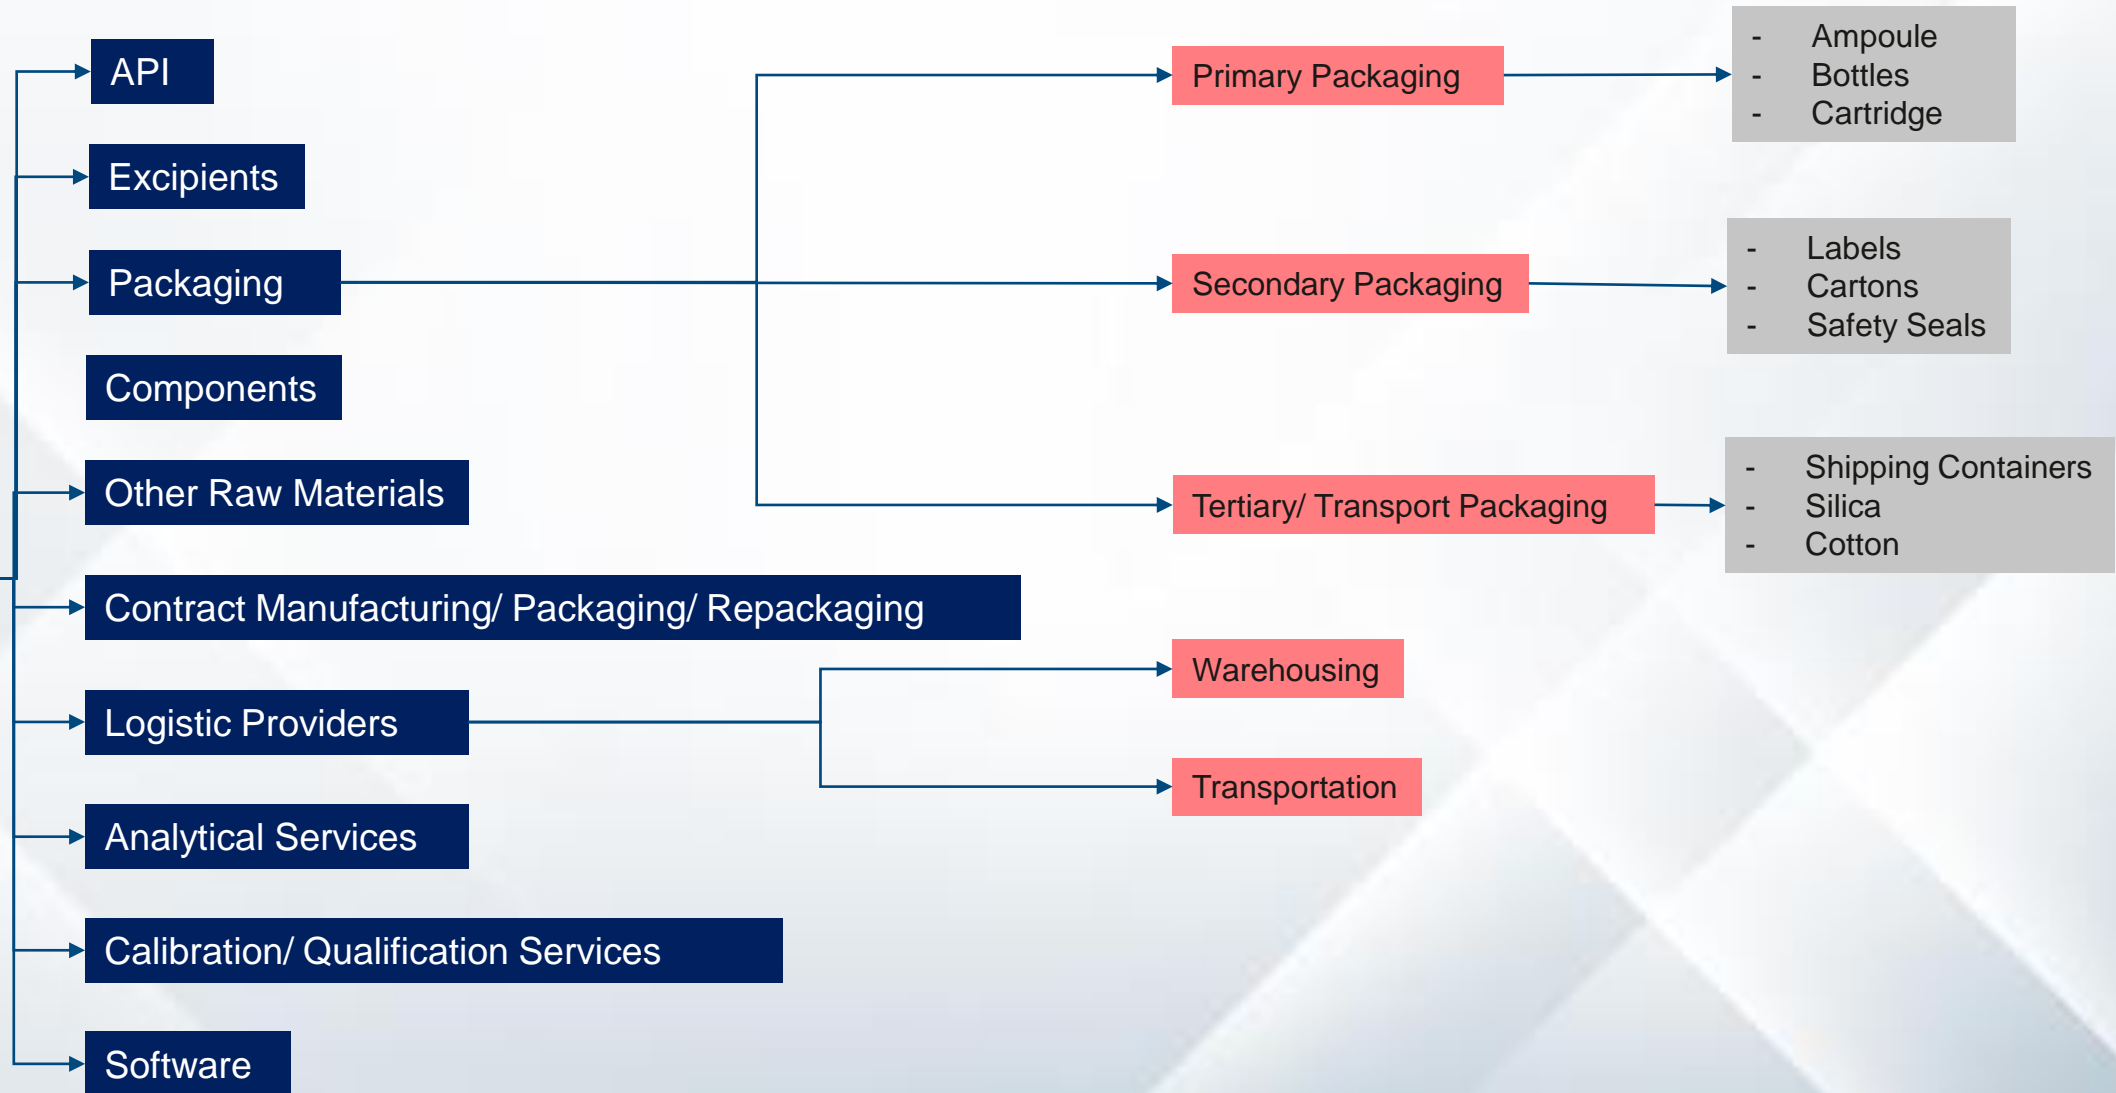 API
Excipients
Packaging
Components
Other Raw Materials
Contract Manufacturing/ Packaging/ Repackaging
Logistic Providers
Analytical Services
Calibration/ Qualification Services
Software
Primary Packaging
Secondary Packaging
Tertiary/ Transport Packaging
Warehousing
Transportation
- Ampoule
- Bottles
- Cartridge
- Labels
- Cartons
- Safety Seals
- Shipping Containers
- Silica
- Cotton